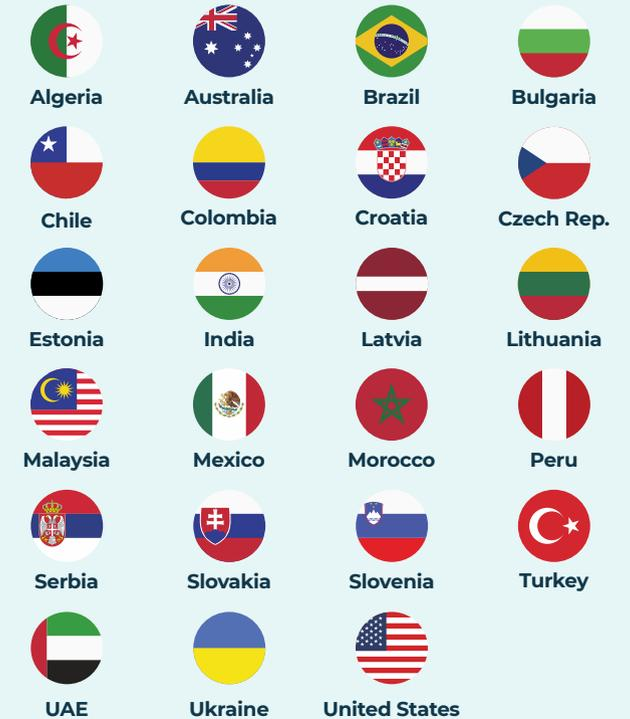 Algeria
Australia
Brazil
Bulgaria
Chile
Colombia
Croatia
Czech Rep.
Estonia
India
Latvia
Lithuania
Malaysia
Mexico
Morocco
Peru
Serbia
Slovakia
Slovenia
Turkey
UAE
Ukraine
United States